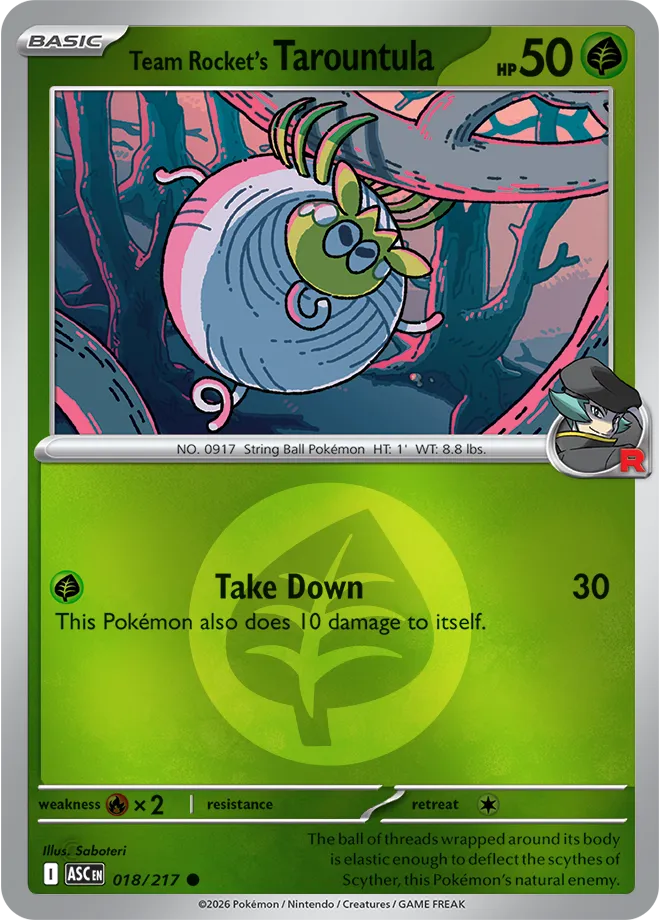 BASIC
Team Rocket's Tarountula
HP 50
NO. 0917 String Ball Pokémon HT: 1' WT: 8.8 lbs.
R
Take Down 30
This Pokémon also does 10 damage to itself.
weakness ×2 resistance retreat
Illus. Saboteri
The ball of threads wrapped around its body
is elastic enough to deflect the scythes of
Scyther, this Pokémon's natural enemy.
I ASC EN 018/217
©2026 Pokémon / Nintendo / Creatures / GAME FREAK